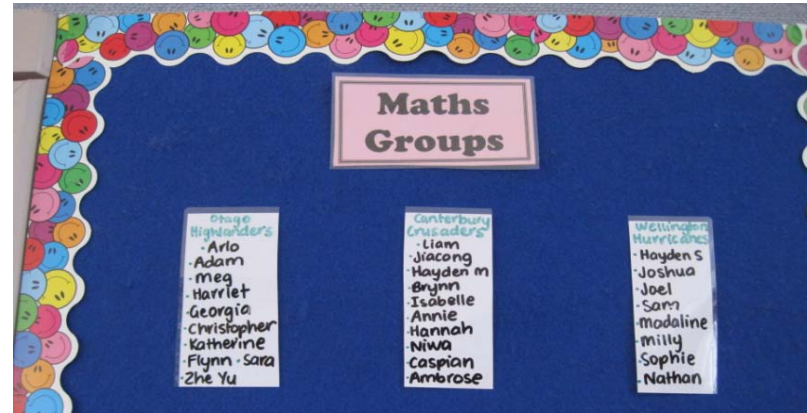 Maths
Groups
Otago
Highlanders
· Arlo
· Adam
· Meg
· Harriet
· Georgia
· Christopher
· Katherine
· Flynn · Sara
· Zhe Yu
Canterbury
Crusaders
· Liam
· Jiacong
· Hayden M
· Brynn
· Isabelle
· Annie
· Hannah
· Niwa
· Caspian
· Ambrose
Wellington
Hurricanes
· Hayden S
· Joshua
· Joel
· Sam
· Madaline
· Milly
· Sophie
· Nathan